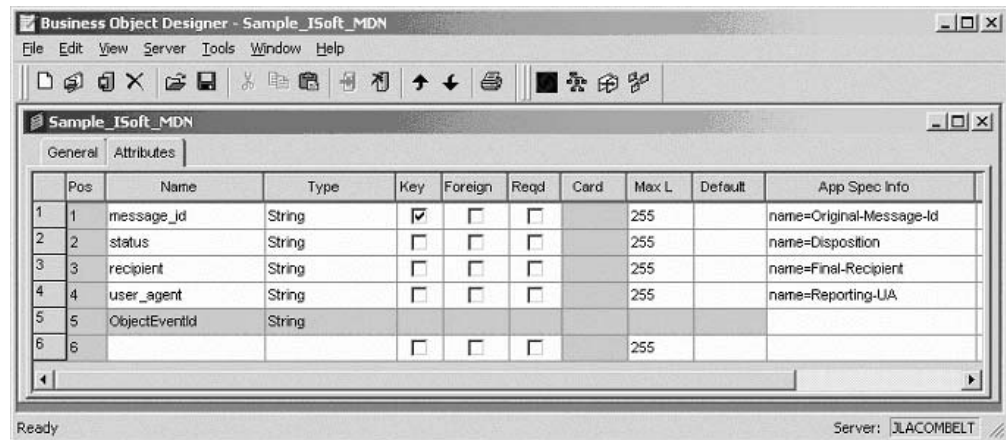 Business Object Designer - Sample_ISoft_MDN
File Edit View Server Tools Window Help
Sample_ISoft_MDN
General Attributes
Pos Name Type Key Foreign Reqd Card Max L Default App Spec Info
1 1 message_id String 255 name=Original-Message-Id
2 2 status String 255 name=Disposition
3 3 recipient String 255 name=Final-Recipient
4 4 user_agent String 255 name=Reporting-UA
5 5 ObjectEventId String
6 6 255
Ready Server: JLACOMBELT